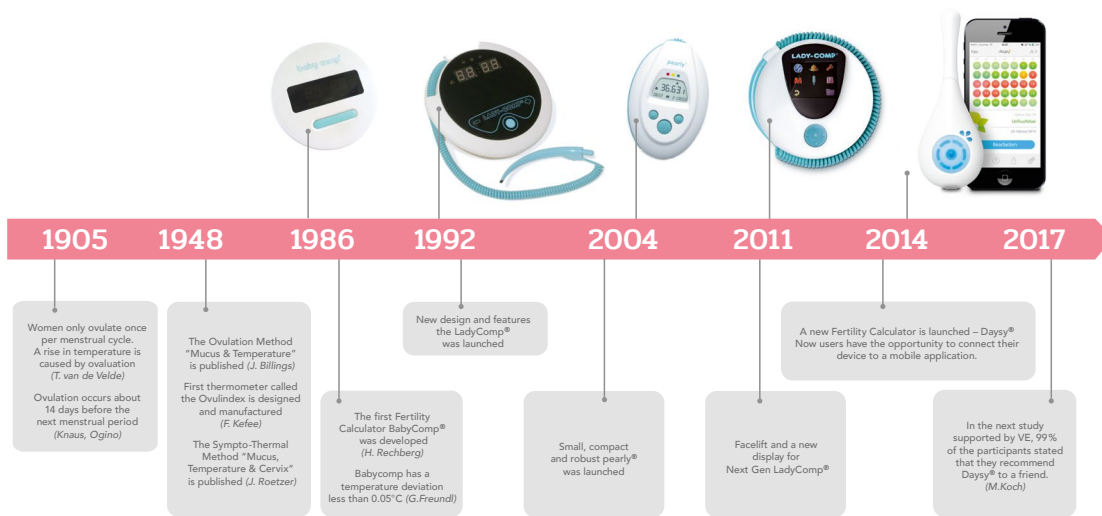 baby comp®
88:88
LADY-COMP®
pearly®
36.631
LADY-COMP®
Bearbeiten
1905
1948
1986
1992
2004
2011
2014
2017
Women only ovulate once
per menstrual cycle.
A rise in temperature is
caused by ovaluation
(T. van de Velde)
Ovulation occurs about
14 days before the
next menstrual period
(Knaus, Ogino)
The Ovulation Method
"Mucus & Temperature"
is published (J. Billings)
First thermometer called
the Ovulindex is designed
and manufactured
(F. Kefee)
The Sympto-Thermal
Method "Mucus,
Temperature & Cervix"
is published (J. Roetzer)
The first Fertility
Calculator BabyComp®
was developed
(H. Rechberg)
Babycomp has a
temperature deviation
less than 0.05°C (G.Freundl)
New design and features
the LadyComp®
was launched
Small, compact
and robust pearly®
was launched
Facelift and a new
display for
Next Gen LadyComp®
A new Fertility Calculator is launched – Daysy®
Now users have the opportunity to connect their
device to a mobile application.
In the next study
supported by VE, 99%
of the participants stated
that they recommend
Daysy® to a friend.
(M.Koch)